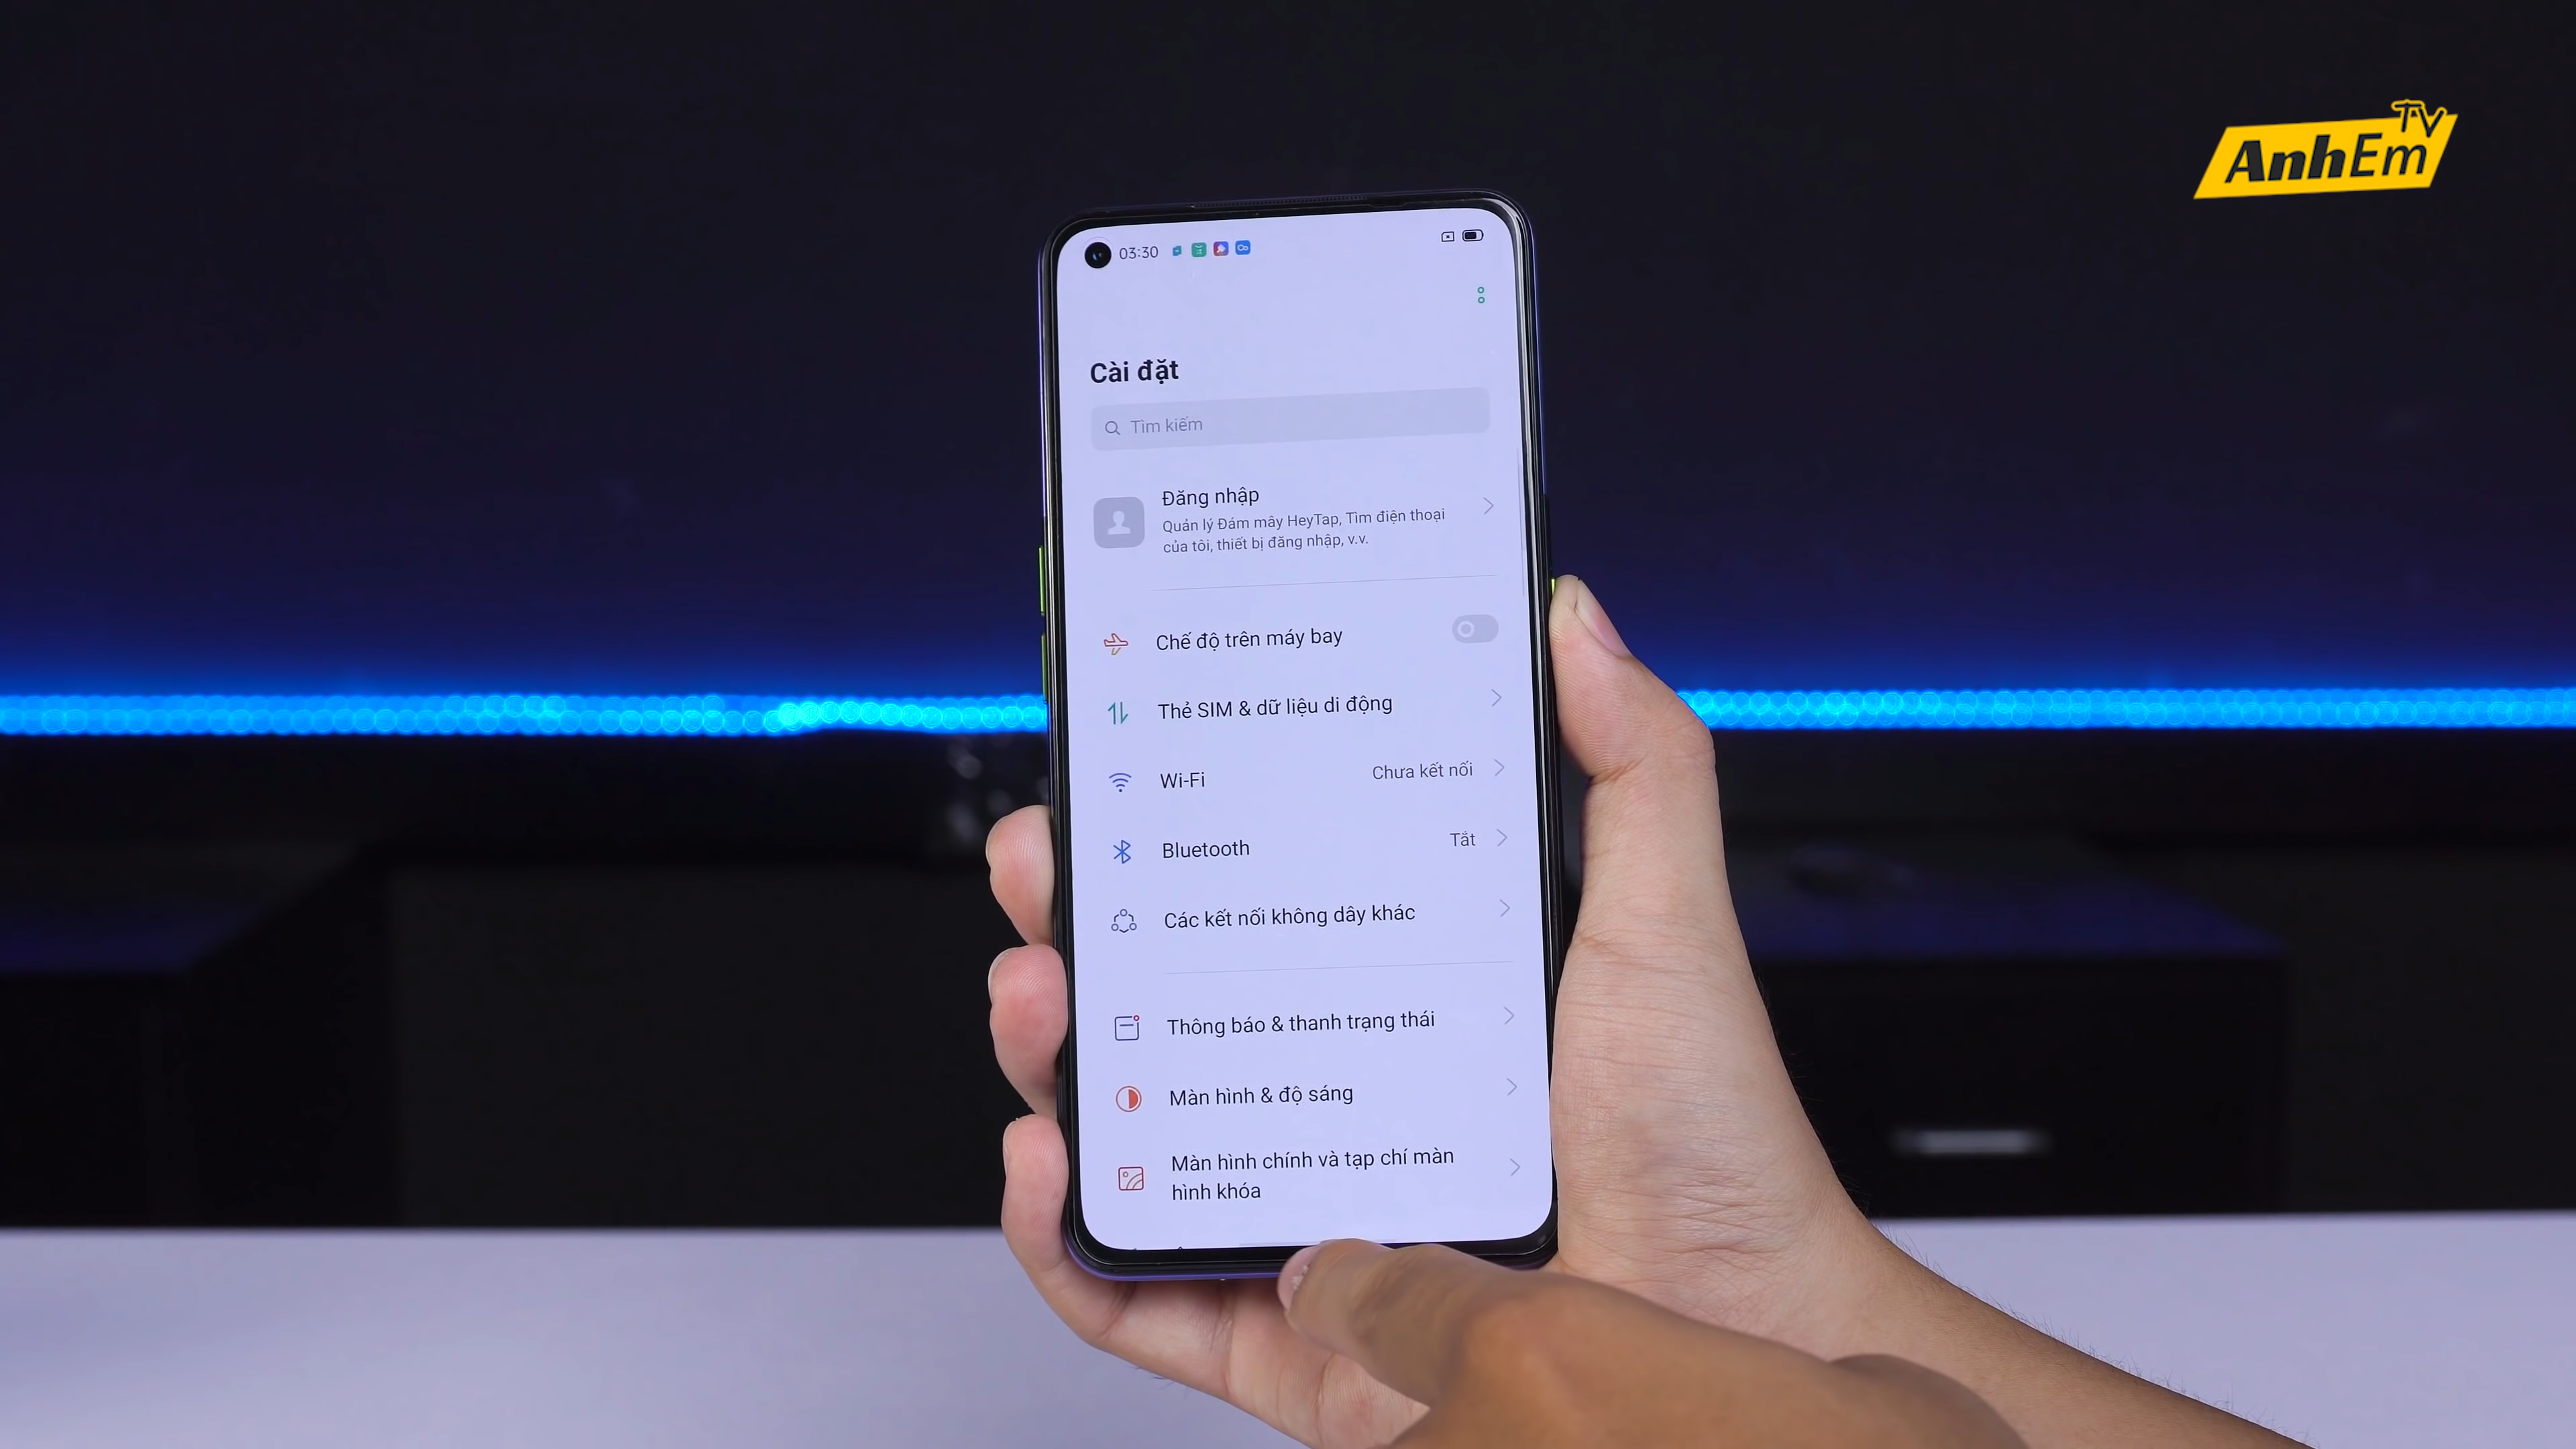 AnhEm TV
03:30
Cài đặt
Tìm kiếm
Đăng nhập
Quản lý Đám mây HeyTap, Tìm điện thoại
của tôi, thiết bị đăng nhập, v.v.
Chế độ trên máy bay
Thẻ SIM & dữ liệu di động
Wi-Fi Chưa kết nối
Bluetooth Tắt
Các kết nối không dây khác
Thông báo & thanh trạng thái
Màn hình & độ sáng
Màn hình chính và tạp chí màn
hình khóa